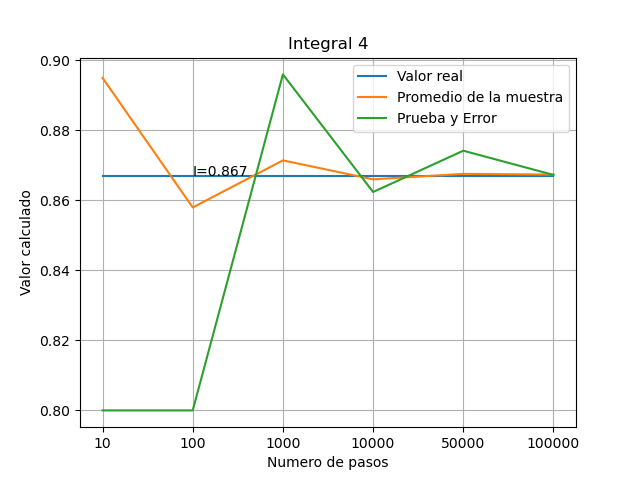 Integral 4
0.90
0.88
0.86
0.84
0.82
0.80
Valor calculado
Valor real
Promedio de la muestra
Prueba y Error
I=0.867
10 100 1000 10000 50000 100000
Numero de pasos